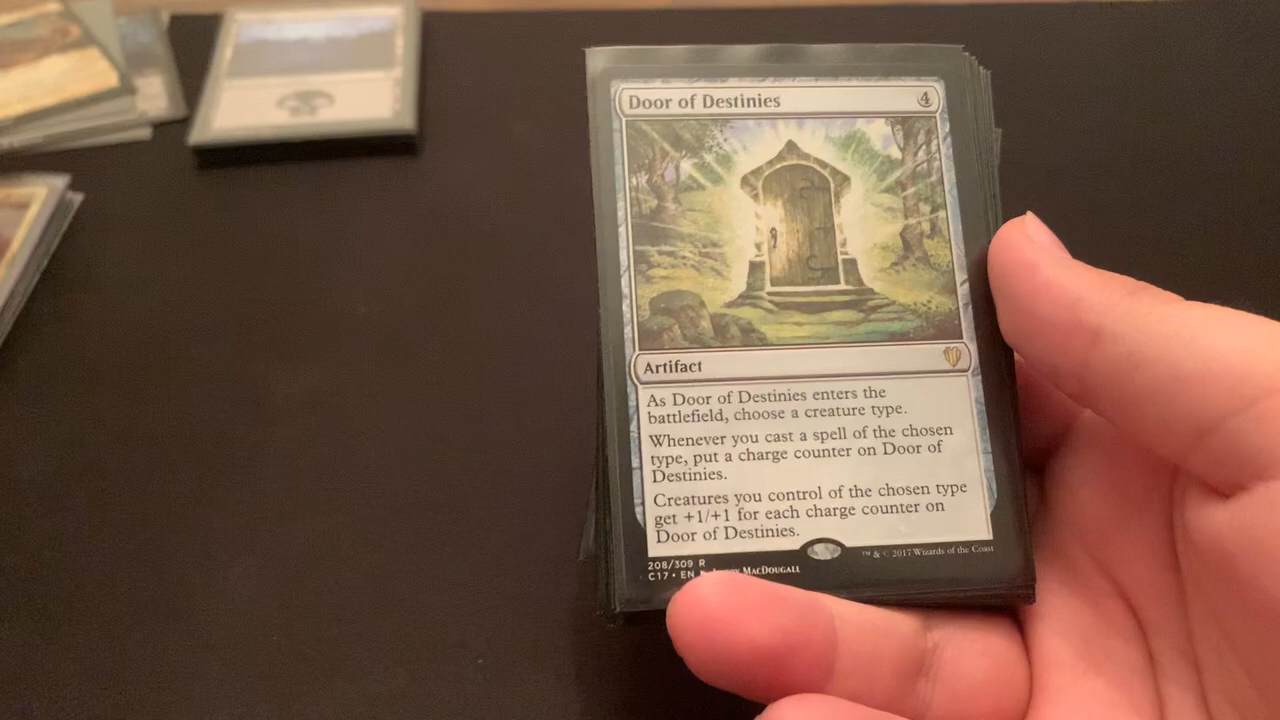 Door of Destinies 4
Artifact
As Door of Destinies enters the
battlefield, choose a creature type.
Whenever you cast a spell of the chosen
type, put a charge counter on Door of
Destinies.
Creatures you control of the chosen type
get +1/+1 for each charge counter on
Door of Destinies.
208/309 R
™ & © 2017 Wizards of the Coast
C17 • EN MacDougall